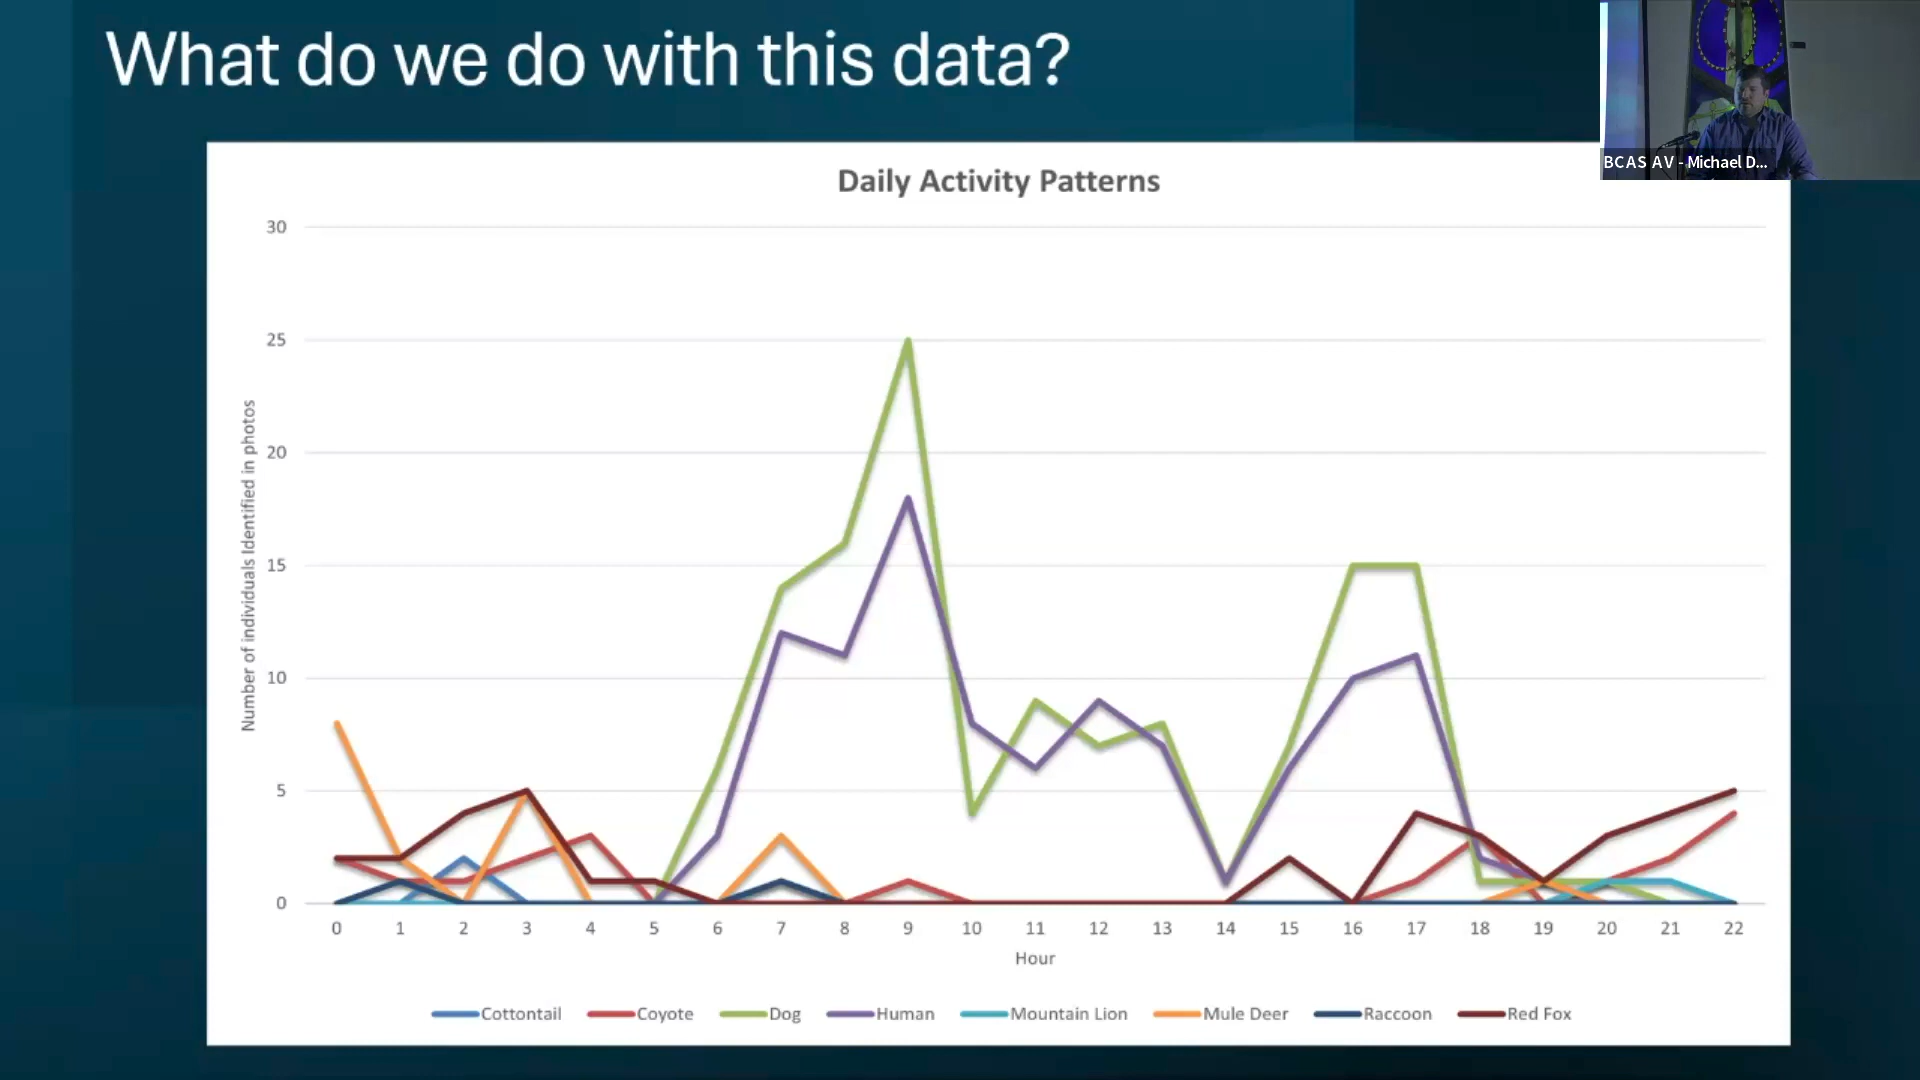 What do we do with this data?
BCAS AV - Michael D...
Daily Activity Patterns
30
25
20
15
10
5
0
Number of individuals Identified in photos
0 1 2 3 4 5 6 7 8 9 10 11 12 13 14 15 16 17 18 19 20 21 22
Hour
Cottontail Coyote Dog Human Mountain Lion Mule Deer Raccoon Red Fox